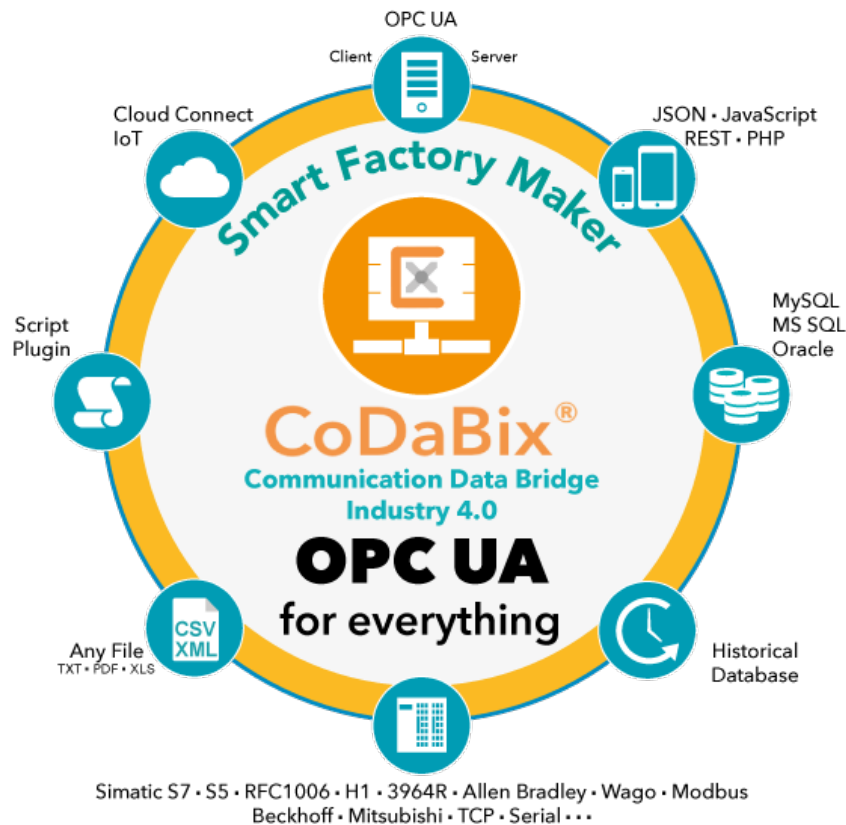 OPC UA
Client Server
Cloud Connect
IoT
JSON • JavaScript
REST • PHP
Smart Factory Maker
Script
Plugin
MySQL
MS SQL
Oracle
CoDaBix®
Communication Data Bridge
Industry 4.0
OPC UA
for everything
CSV
XML
Any File
TXT • PDF • XLS
Historical
Database
Simatic S7 • S5 • RFC1006 • H1 • 3964R • Allen Bradley • Wago • Modbus
Beckhoff • Mitsubishi • TCP • Serial • • •